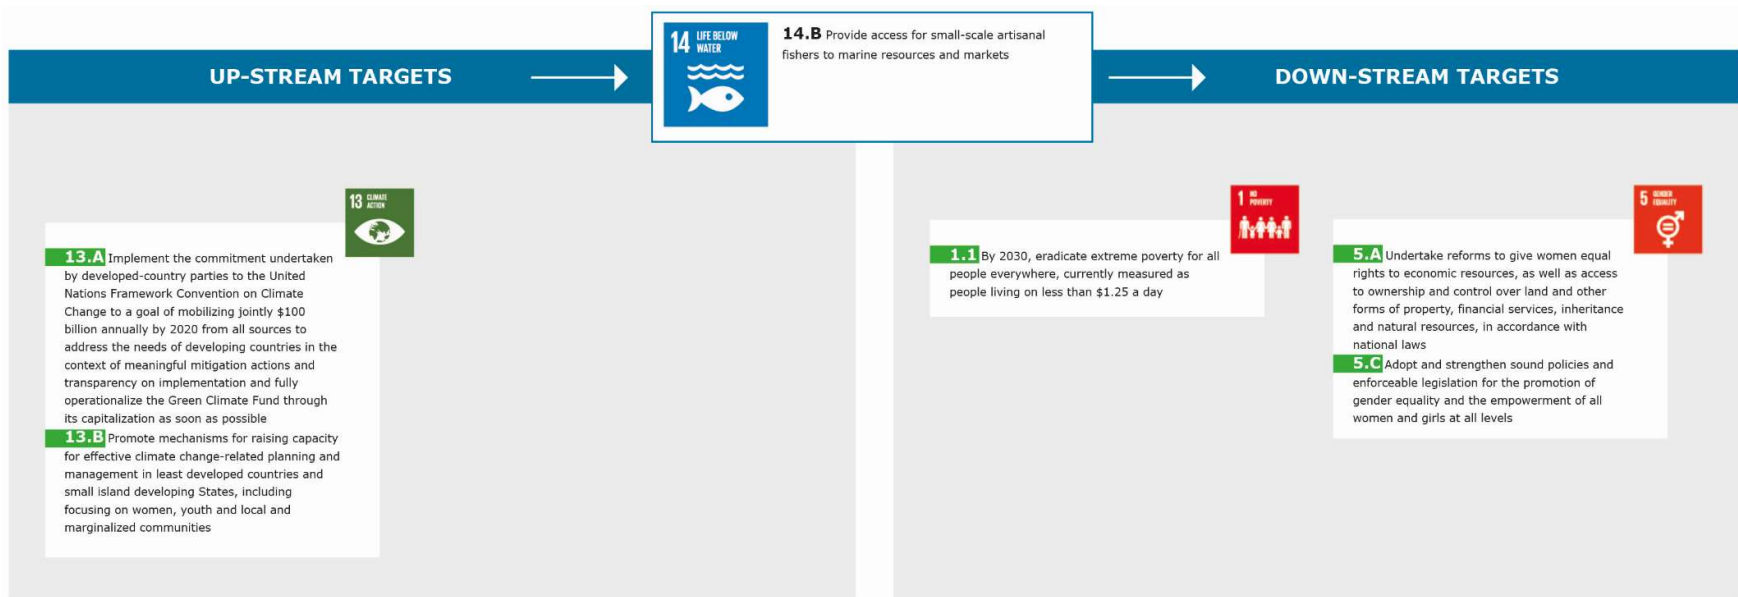 UP-STREAM TARGETS
14 LIFE BELOW
WATER
14.B Provide access for small-scale artisanal
fishers to marine resources and markets
DOWN-STREAM TARGETS
13 CLIMATE
ACTION
13.A Implement the commitment undertaken
by developed-country parties to the United
Nations Framework Convention on Climate
Change to a goal of mobilizing jointly $100
billion annually by 2020 from all sources to
address the needs of developing countries in the
context of meaningful mitigation actions and
transparency on implementation and fully
operationalize the Green Climate Fund through
its capitalization as soon as possible
13.B Promote mechanisms for raising capacity
for effective climate change-related planning and
management in least developed countries and
small island developing States, including
focusing on women, youth and local and
marginalized communities
1 NO
POVERTY
1.1 By 2030, eradicate extreme poverty for all
people everywhere, currently measured as
people living on less than $1.25 a day
5 GENDER
EQUALITY
5.A Undertake reforms to give women equal
rights to economic resources, as well as access
to ownership and control over land and other
forms of property, financial services, inheritance
and natural resources, in accordance with
national laws
5.C Adopt and strengthen sound policies and
enforceable legislation for the promotion of
gender equality and the empowerment of all
women and girls at all levels